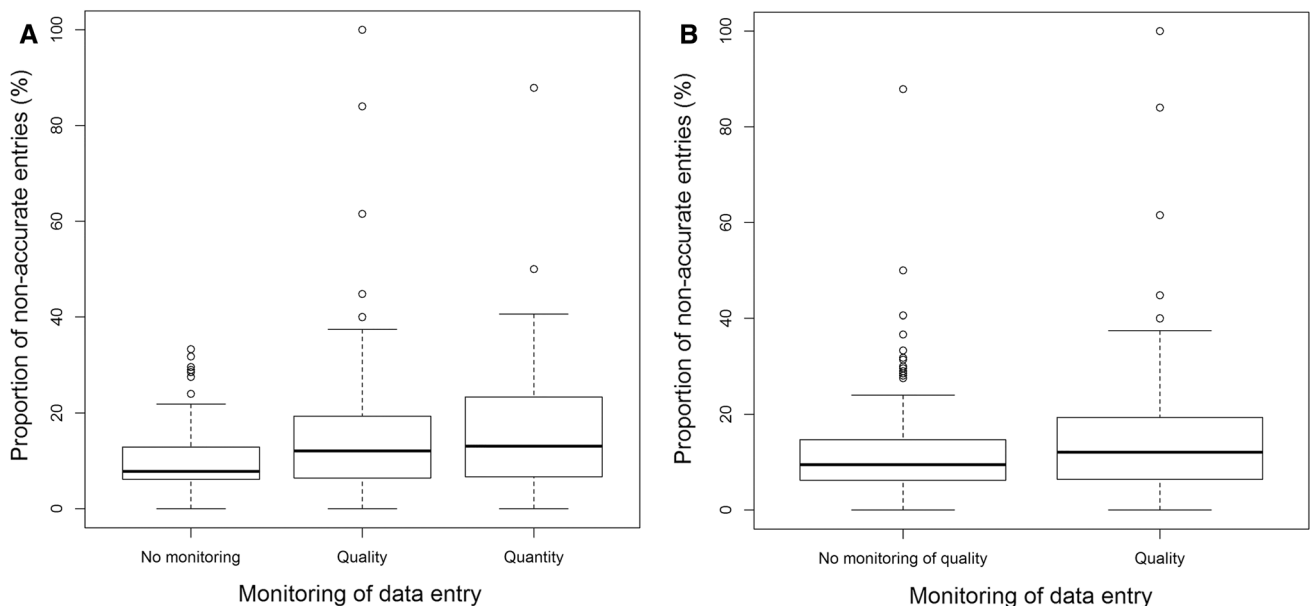 A
Proportion of non-accurate entries (%)
100
80
60
40
20
0
No monitoring Quality Quantity
Monitoring of data entry
B
Proportion of non-accurate entries (%)
100
80
60
40
20
0
No monitoring of quality Quality
Monitoring of data entry